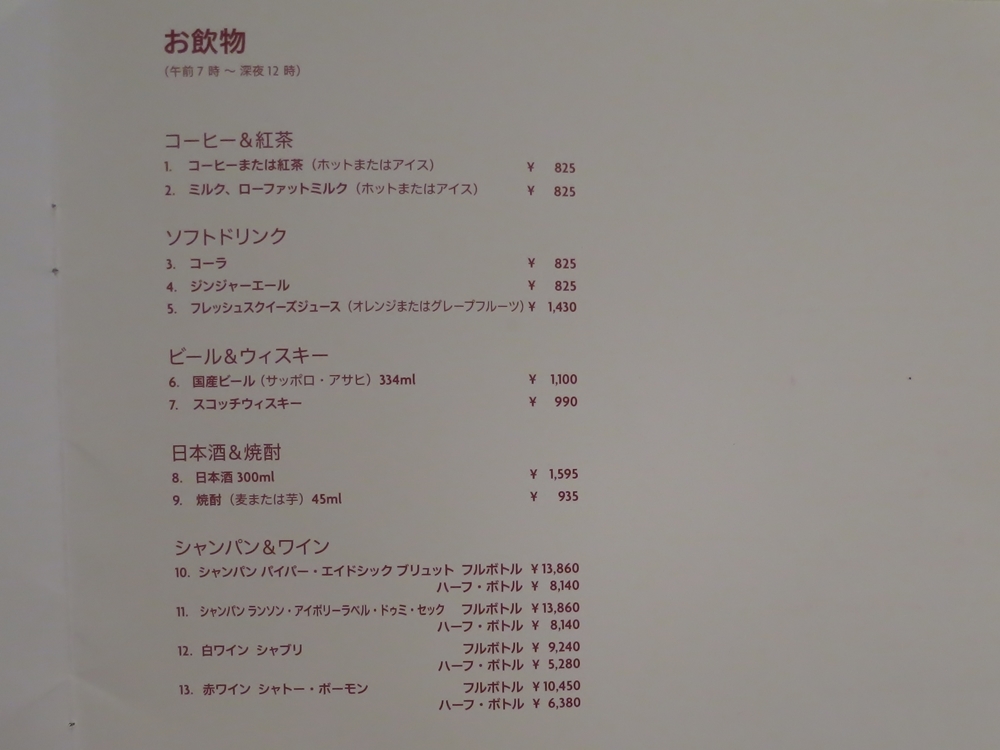 お飲物
（午前7 時 〜 深夜12 時）
コーヒー＆紅茶
1. コーヒーまたは紅茶（ホットまたはアイス） ¥ 825
2. ミルク、ローファットミルク（ホットまたはアイス） ¥ 825
ソフトドリンク
3. コーラ ¥ 825
4. ジンジャーエール ¥ 825
5. フレッシュスクイーズジュース（オレンジまたはグレープフルーツ） ¥ 1,430
ビール＆ウィスキー
6. 国産ビール（サッポロ・アサヒ）334ml ¥ 1,100
7. スコッチウィスキー ¥ 990
日本酒＆焼酎
8. 日本酒 300ml ¥ 1,595
9. 焼酎（麦または芋）45ml ¥ 935
シャンパン＆ワイン
10. シャンパン パイパー・エイドシック ブリュット フルボトル ¥13,860
ハーフ・ボトル ¥ 8,140
11. シャンパン ランソン・アイボリーラベル・ドゥミ・セック フルボトル ¥13,860
ハーフ・ボトル ¥ 8,140
12. 白ワイン シャブリ フルボトル ¥ 9,240
ハーフ・ボトル ¥ 5,280
13. 赤ワイン シャトー・ボーモン フルボトル ¥10,450
ハーフ・ボトル ¥ 6,380